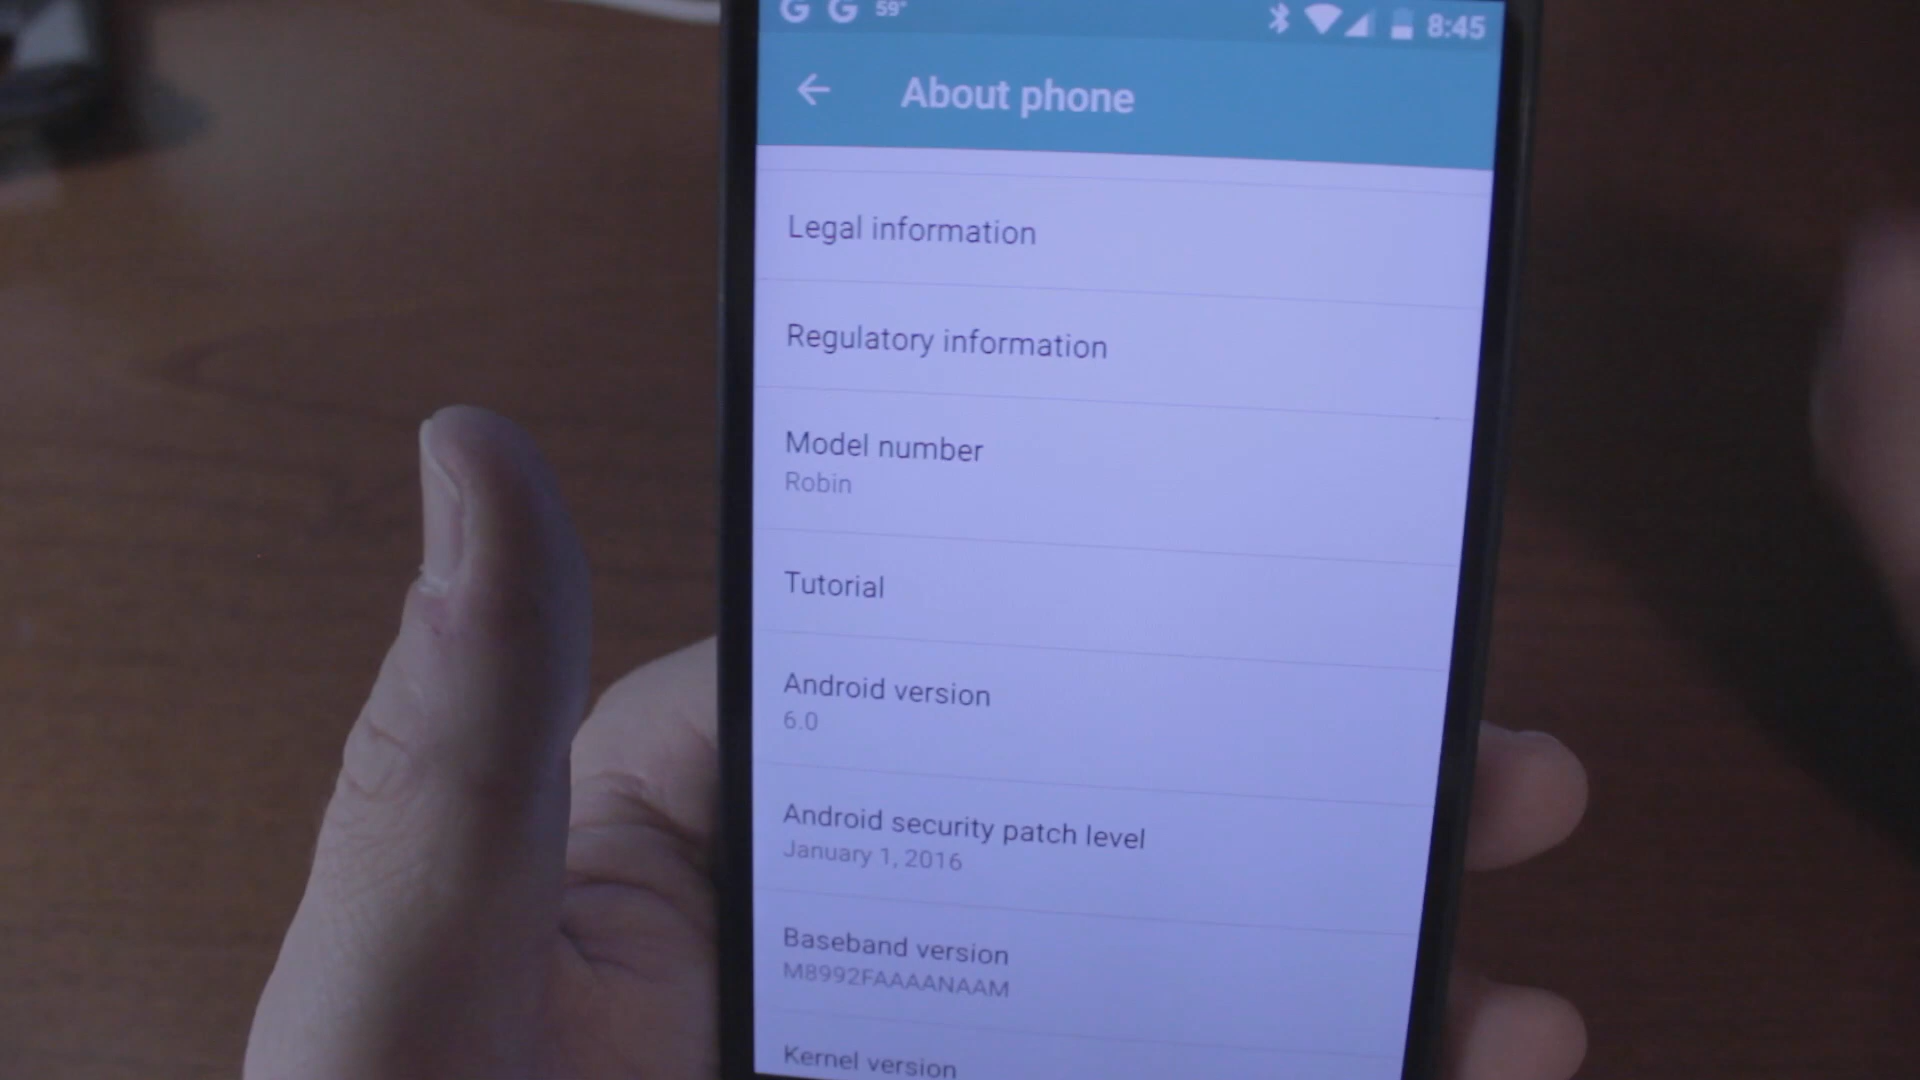 G G 59° 8:45
About phone
Legal information
Regulatory information
Model number
Robin
Tutorial
Android version
6.0
Android security patch level
January 1, 2016
Baseband version
M8992FAAAANAAM
Kernel version